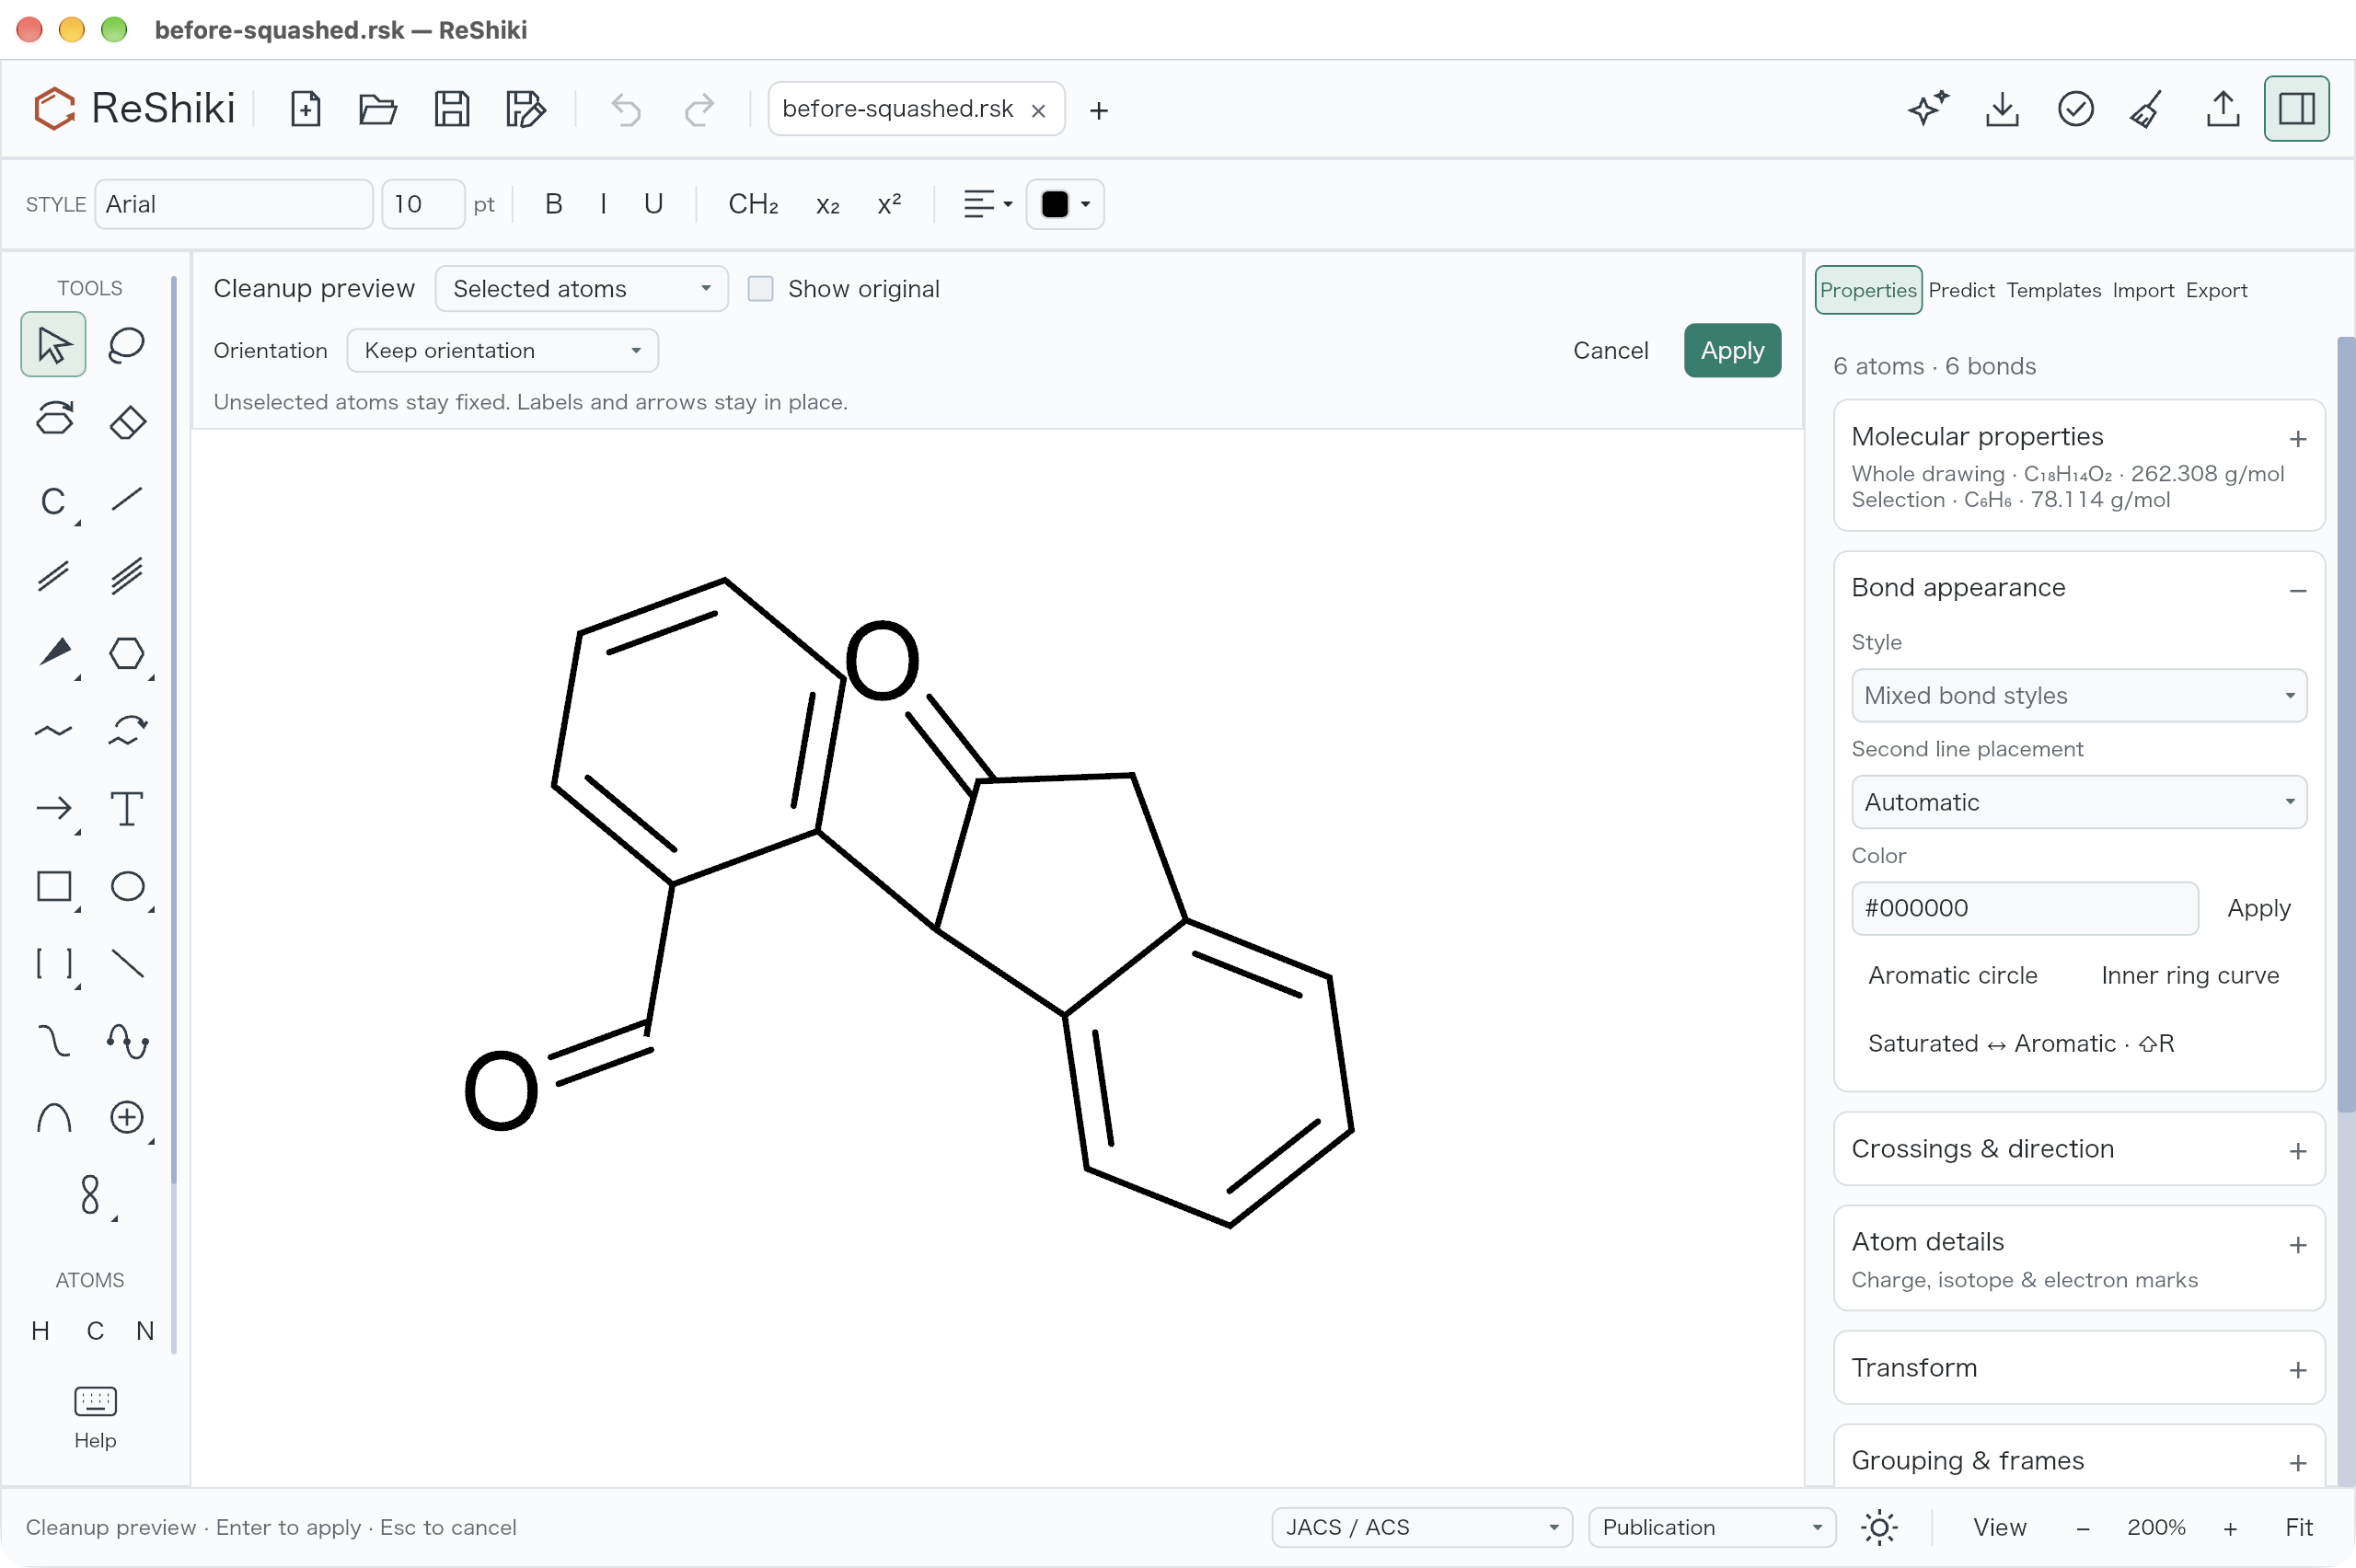 before-squashed.rsk — ReShiki
ReShiki
before-squashed.rsk ×
+
STYLE Arial 10 pt B I U CH₂ x₂ x²
TOOLS
C
T
[ ]
ATOMS
H C N
Help
Cleanup preview Selected atoms Show original
Orientation Keep orientation Cancel Apply
Unselected atoms stay fixed. Labels and arrows stay in place.
O
O
Properties Predict Templates Import Export
6 atoms · 6 bonds
Molecular properties +
Whole drawing · C₁₈H₁₄O₂ · 262.308 g/mol
Selection · C₆H₆ · 78.114 g/mol
Bond appearance −
Style
Mixed bond styles
Second line placement
Automatic
Color
#000000 Apply
Aromatic circle Inner ring curve
Saturated ↔ Aromatic · ⇧R
Crossings & direction +
Atom details +
Charge, isotope & electron marks
Transform +
Grouping & frames +
Cleanup preview · Enter to apply · Esc to cancel JACS / ACS Publication View − 200% + Fit